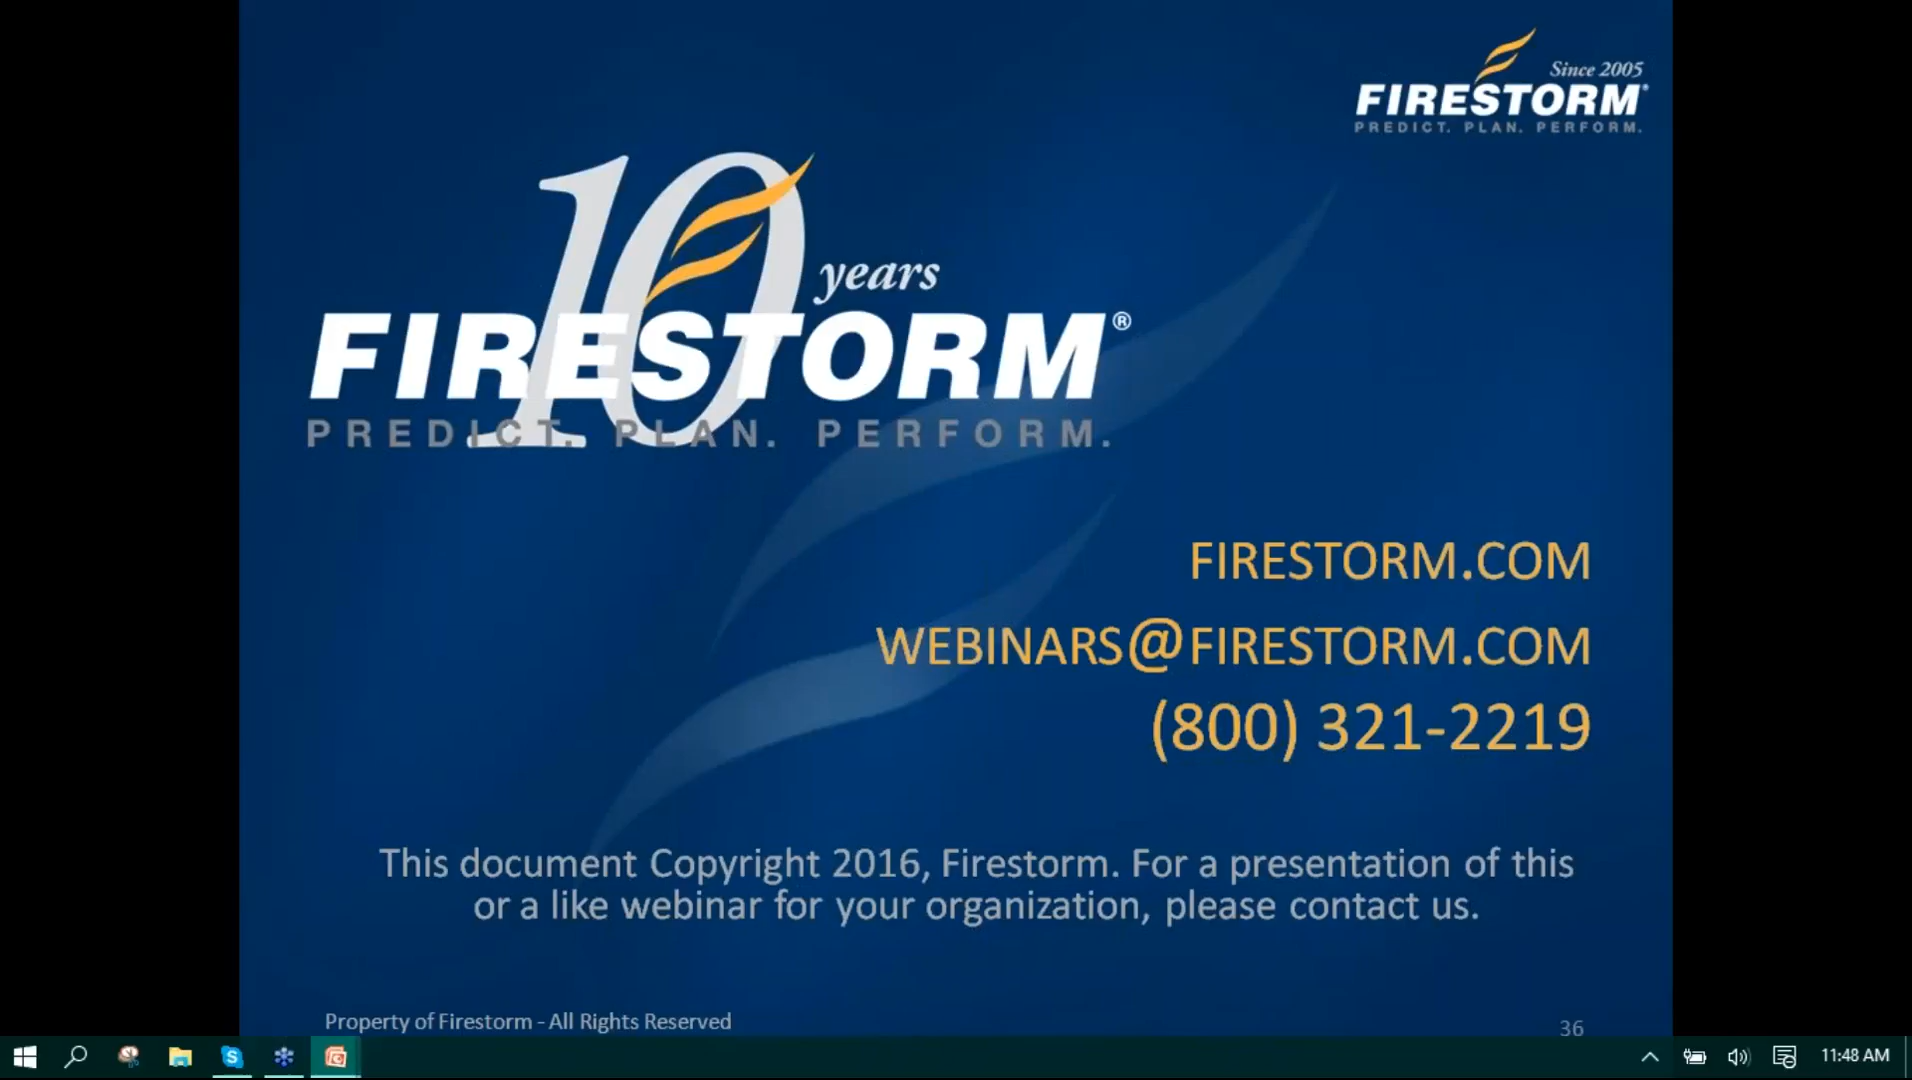 Since 2005
FIRESTORM®
PREDICT. PLAN. PERFORM.
10 years
FIRESTORM®
PREDICT. PLAN. PERFORM.
FIRESTORM.COM
WEBINARS@FIRESTORM.COM
(800) 321-2219
This document Copyright 2016, Firestorm. For a presentation of this
or a like webinar for your organization, please contact us.
Property of Firestorm - All Rights Reserved
36
11:48 AM